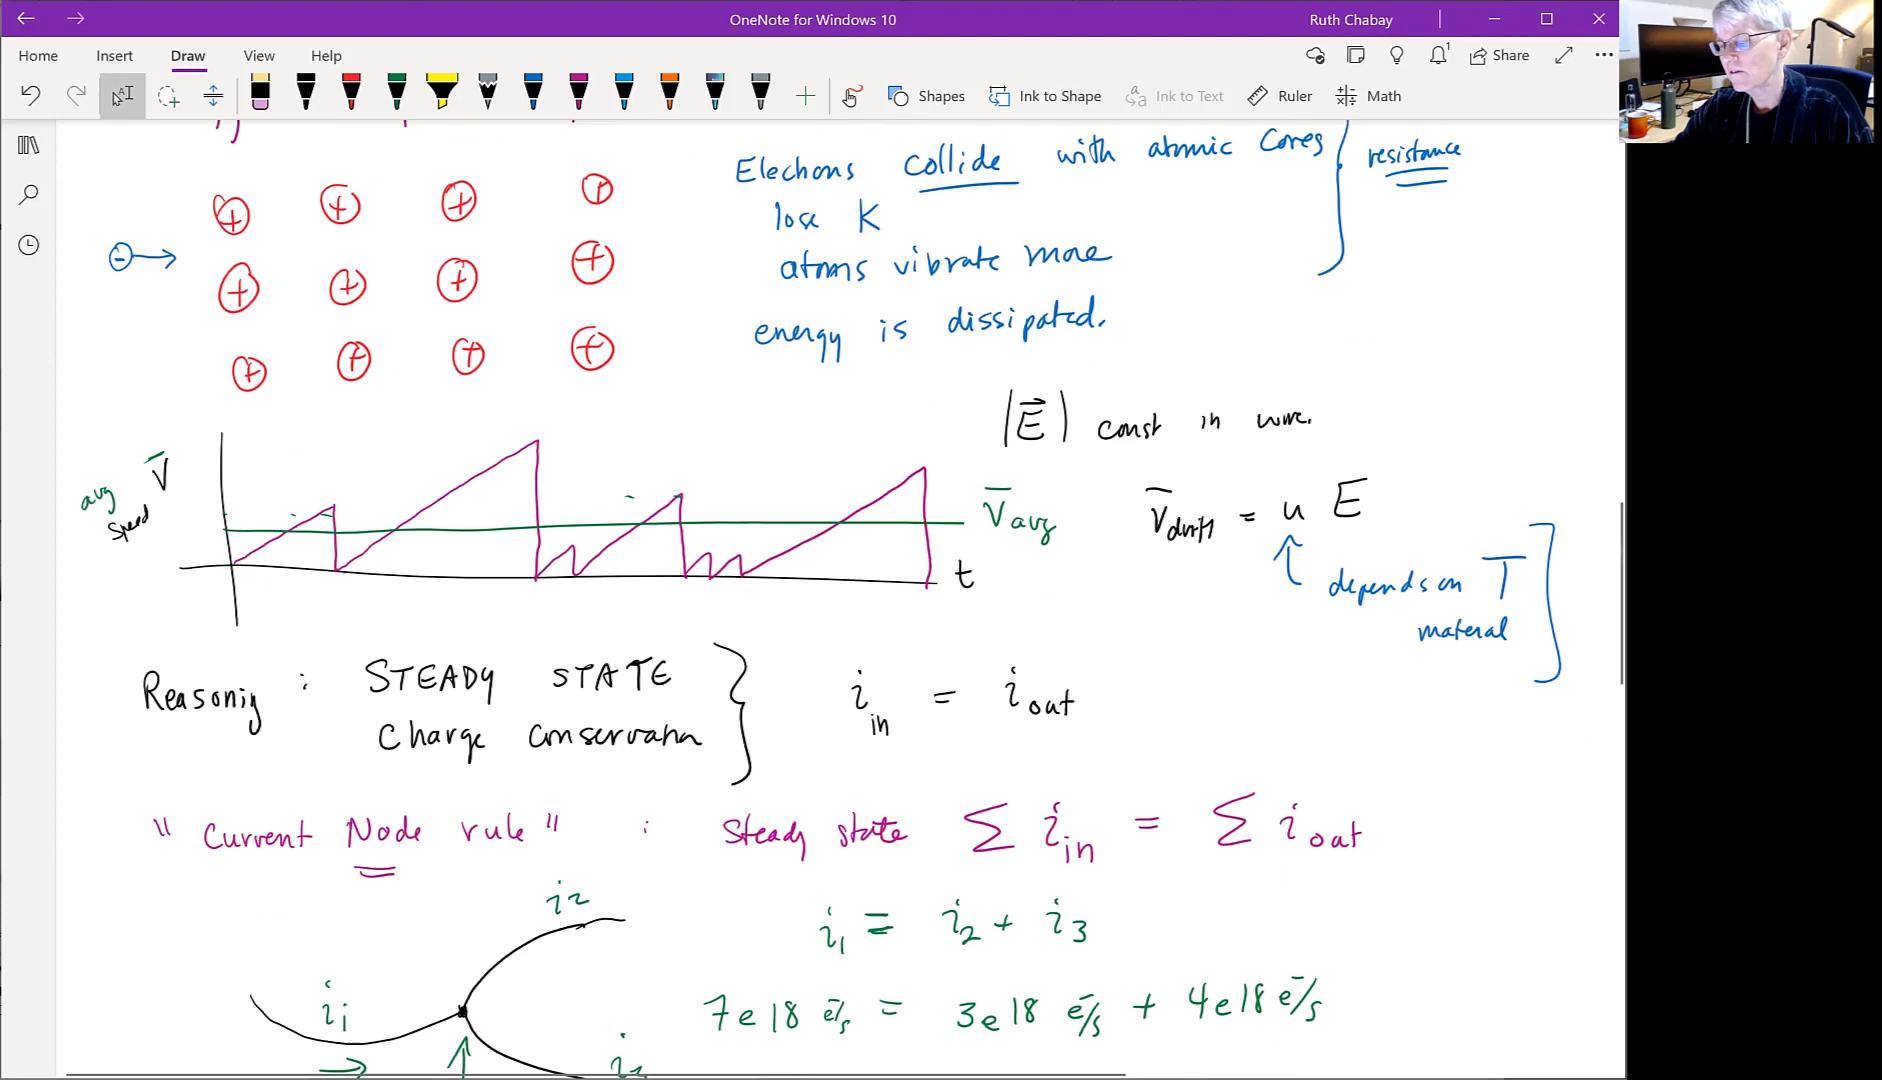 OneNote for Windows 10
Ruth Chabay
Home Insert Draw View Help
Share
Shapes Ink to Shape Ink to Text Ruler Math
Electrons collide with atomic cores
resistance
lose K
atoms vibrate more
energy is dissipated.
|E⃗| const in wire.
avg speed v̄
v̄avg
t
v̄drift = u E
depends on T
material
Reasoning : STEADY STATE
Charge conservation
i in = i out
"Current Node rule" : Steady state Σ i in = Σ i out
i2
i1 = i2 + i3
i1
7e18 e⁻/s = 3e18 e⁻/s + 4e18 e⁻/s